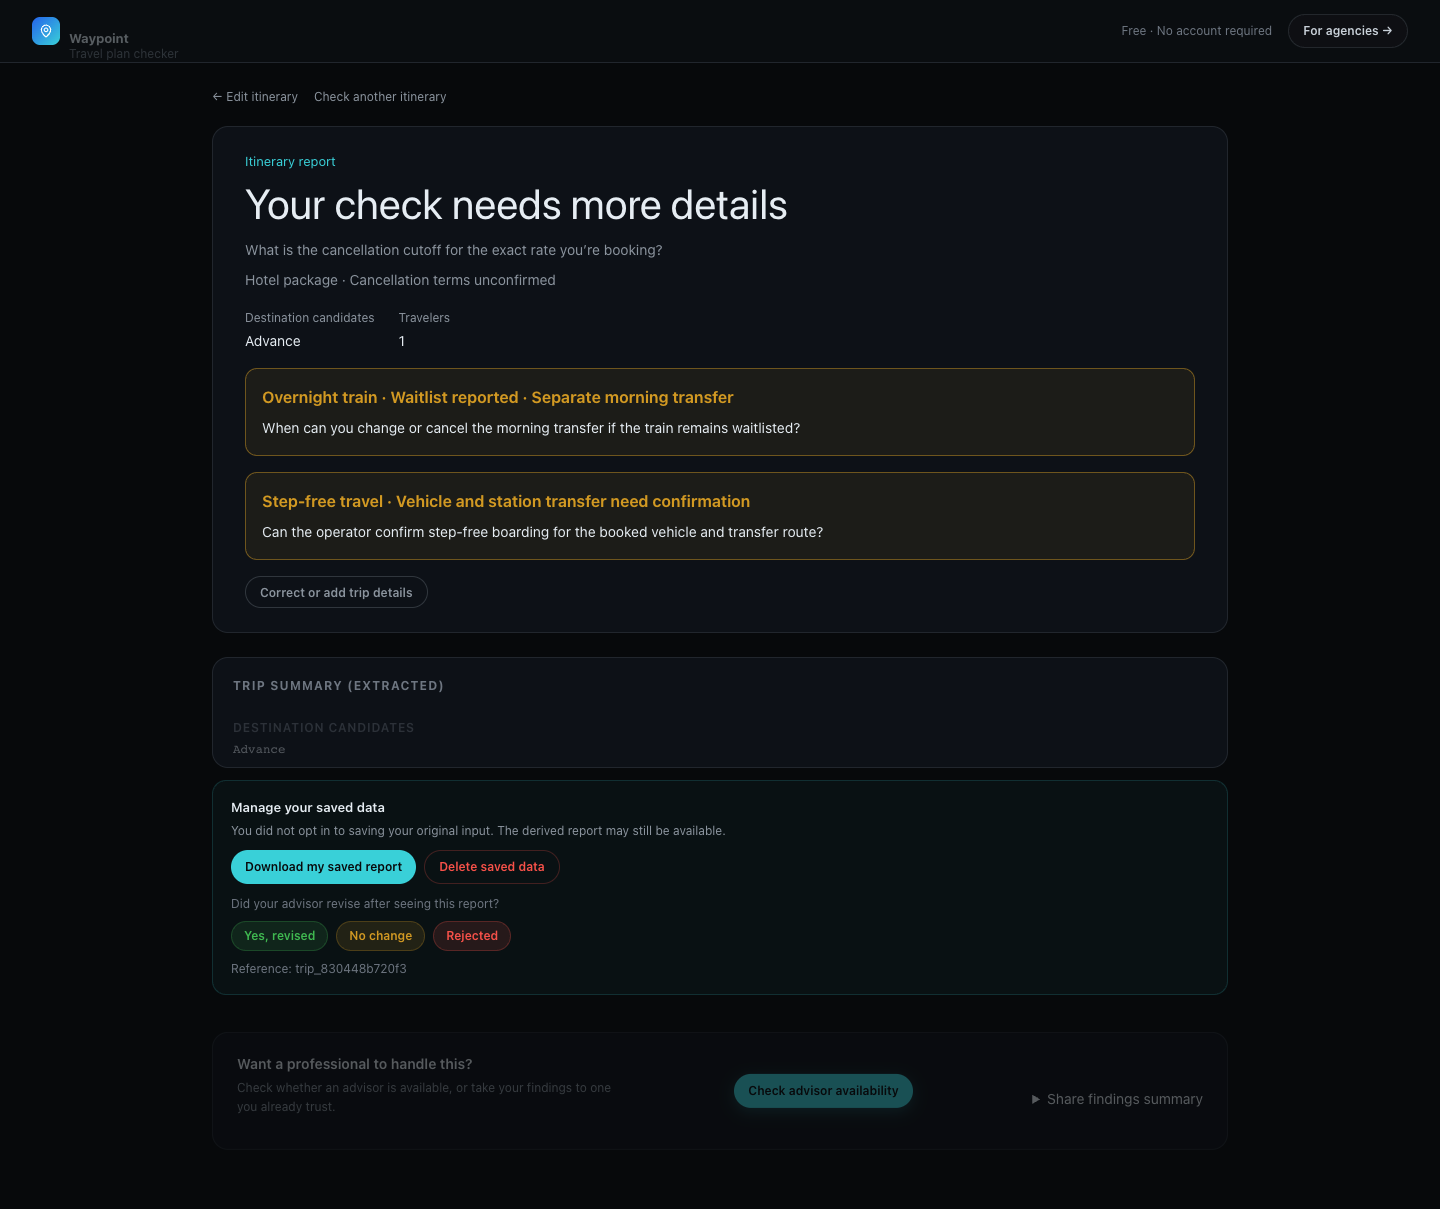 Waypoint
Travel plan checker
Free · No account required
For agencies →
← Edit itinerary
Check another itinerary
Itinerary report
Your check needs more details
What is the cancellation cutoff for the exact rate you’re booking?
Hotel package · Cancellation terms unconfirmed
Destination candidates
Travelers
Advance
1
Overnight train · Waitlist reported · Separate morning transfer
When can you change or cancel the morning transfer if the train remains waitlisted?
Step-free travel · Vehicle and station transfer need confirmation
Can the operator confirm step-free boarding for the booked vehicle and transfer route?
Correct or add trip details
TRIP SUMMARY (EXTRACTED)
DESTINATION CANDIDATES
Advance
Manage your saved data
You did not opt in to saving your original input. The derived report may still be available.
Download my saved report
Delete saved data
Did your advisor revise after seeing this report?
Yes, revised
No change
Rejected
Reference: trip_830448b720f3
Want a professional to handle this?
Check whether an advisor is available, or take your findings to one
you already trust.
Check advisor availability
▶ Share findings summary